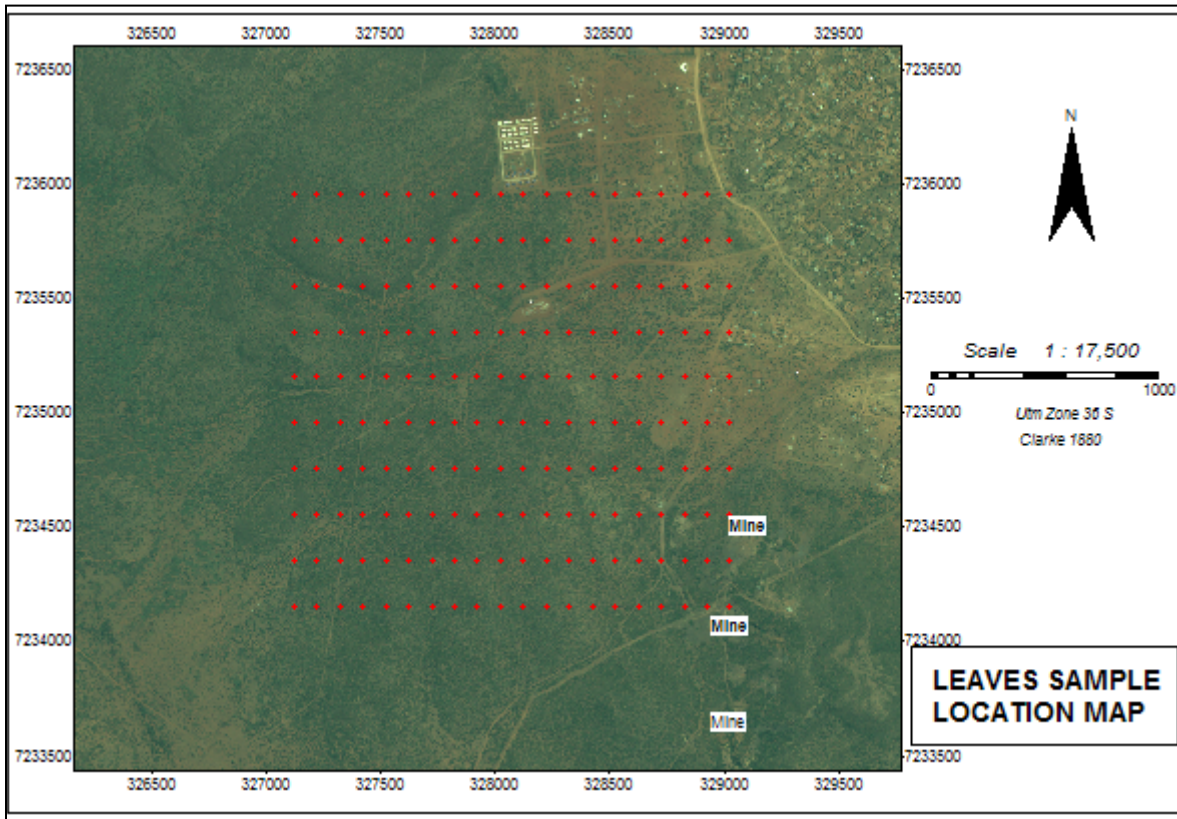 326500 327000 327500 328000 328500 329000 329500
7236500 7236500
N
7236000 7236000
7235500 7235500
Scale 1 : 17,500
0 1000
7235000 7235000
Utm Zone 36 S
Clarke 1880
7234500 Mine 7234500
7234000 Mine 7234000
LEAVES SAMPLE
LOCATION MAP
Mine
7233500 7233500
326500 327000 327500 328000 328500 329000 329500